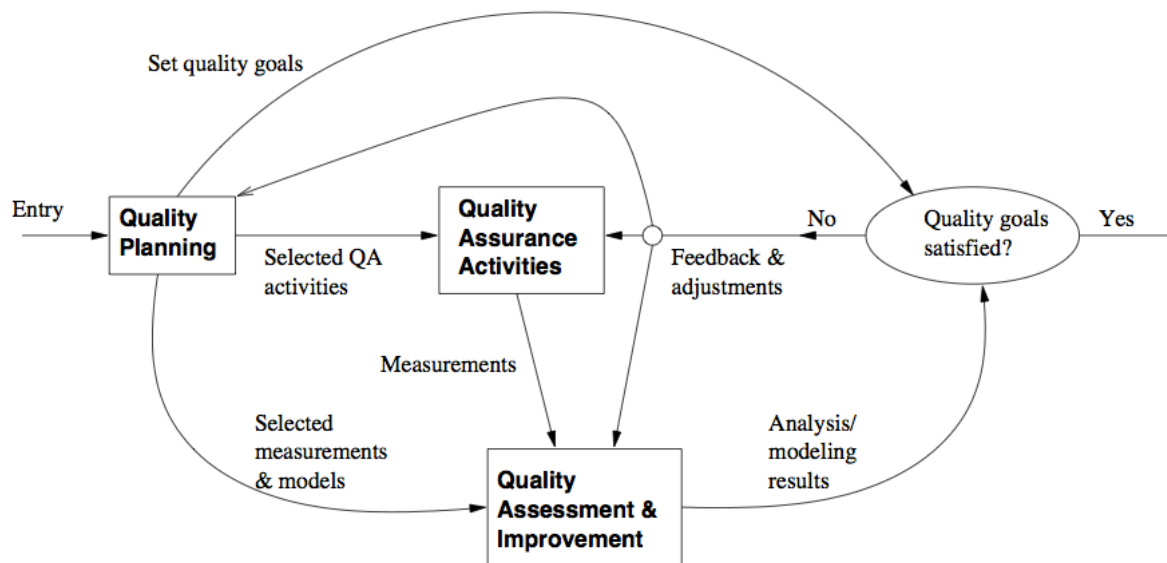 Set quality goals
Entry
Quality
Planning
Selected QA
activities
Quality
Assurance
Activities
No
Feedback &
adjustments
Quality goals
satisfied?
Yes
Measurements
Selected
measurements
& models
Analysis/
modeling
results
Quality
Assessment &
Improvement